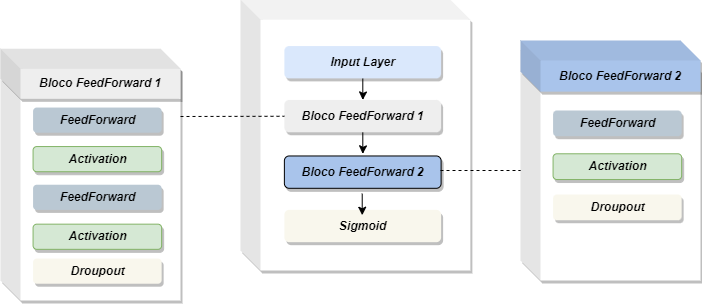 Bloco FeedForward 1
FeedForward
Activation
FeedForward
Activation
Droupout
Input Layer
Bloco FeedForward 1
Bloco FeedForward 2
Sigmoid
Bloco FeedForward 2
FeedForward
Activation
Droupout